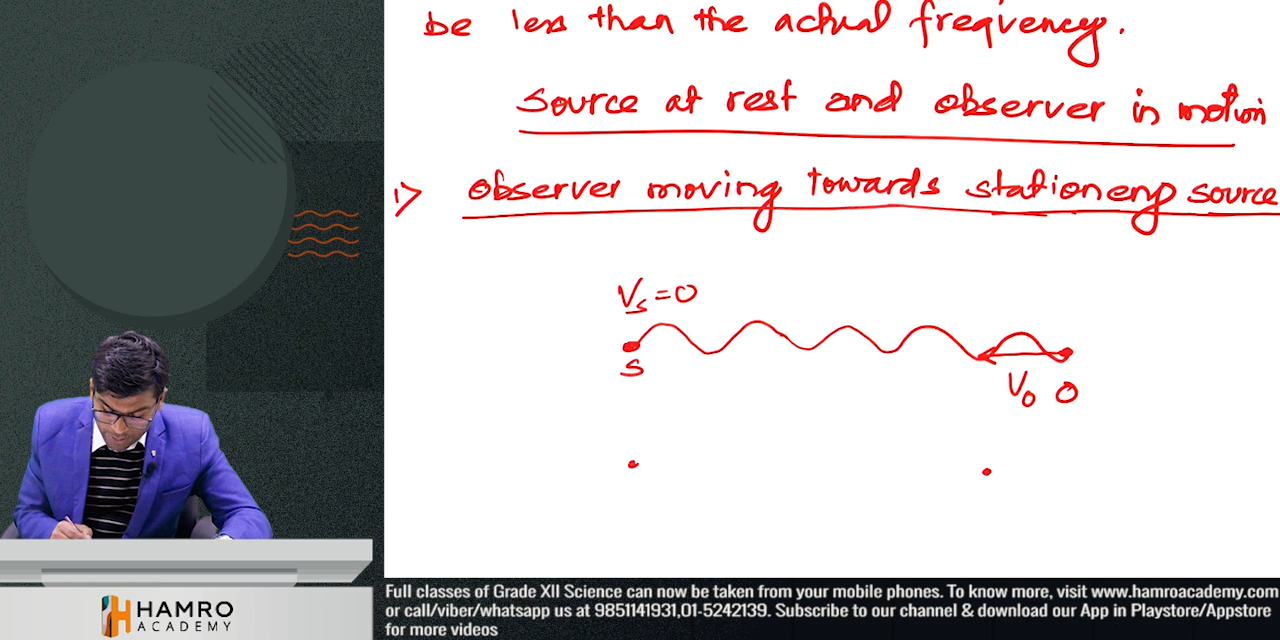 be less than the actual frequency.
Source at rest and observer in motion
1> observer moving towards stationery source
Vs=0
S
Vo O
HAMRO
ACADEMY
Full classes of Grade XII Science can now be taken from your mobile phones. To know more, visit www.hamroacademy.com
or call/viber/whatsapp us at 9851141931,01-5242139. Subscribe to our channel & download our App in Playstore/Appstore
for more videos